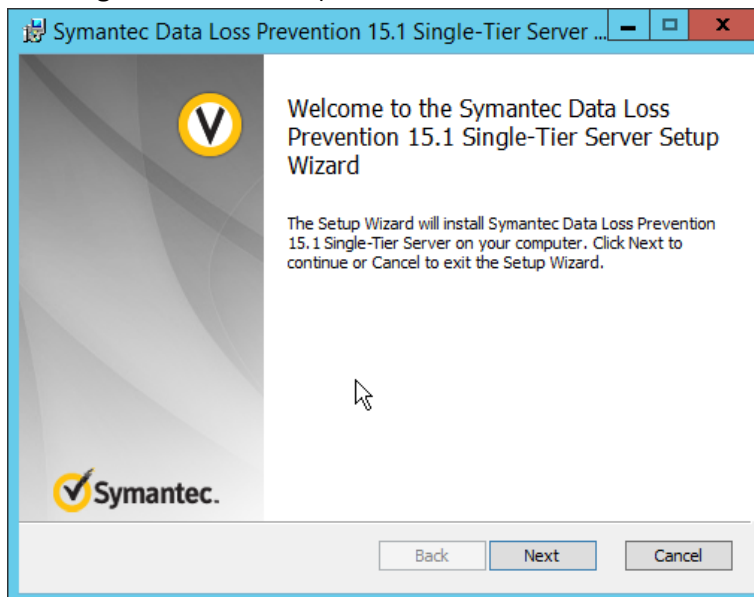 Symantec Data Loss Prevention 15.1 Single-Tier Server ...
Welcome to the Symantec Data Loss
Prevention 15.1 Single-Tier Server Setup
Wizard
The Setup Wizard will install Symantec Data Loss Prevention
15.1 Single-Tier Server on your computer. Click Next to
continue or Cancel to exit the Setup Wizard.
Symantec.
Back Next Cancel